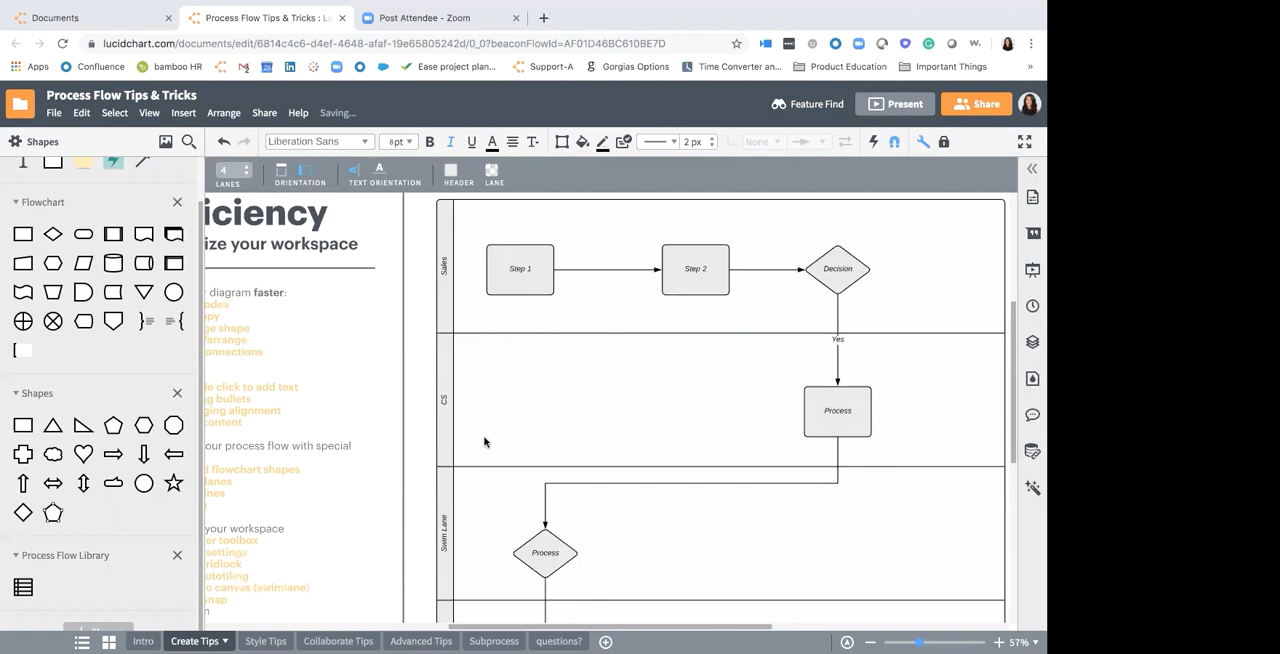 Documents
Process Flow Tips & Tricks : Lu
Post Attendee - Zoom
lucidchart.com/documents/edit/6814c4c6-d4ef-4648-afaf-19e65805242d/0_0?beaconFlowId=AF01D46BC610BE7D
Apps
Confluence
bamboo HR
Ease project plan...
Support-A
Gorgias Options
Time Converter an...
Product Education
Important Things
Process Flow Tips & Tricks
File
Edit
Select
View
Insert
Arrange
Share
Help
Saving...
Feature Find
Present
Share
Shapes
Liberation Sans
8pt
B
I
U
A
T
2 px
None
4
LANES
ORIENTATION
A
TEXT ORIENTATION
HEADER
LANE
Flowchart
Shapes
Process Flow Library
iciency
ize your workspace
diagram faster:
odes
opy
ge shape
/arrange
onnections
le click to add text
ng bullets
ging alignment
content
our process flow with special
d flowchart shapes
lanes
ines
your workspace
er toolbox
settings
ridlock
utotiling
o canvas (swimlane)
snap
Sales
Step 1
Step 2
Decision
Yes
CS
Process
Swim Lane
Process
Intro
Create Tips
Style Tips
Collaborate Tips
Advanced Tips
Subprocess
questions?
57%